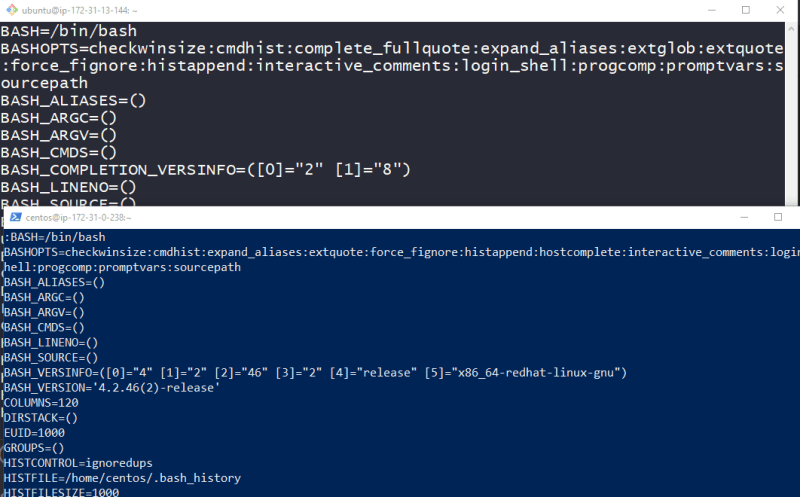 ubuntu@ip-172-31-13-144: ~
BASH=/bin/bash
BASHOPTS=checkwinsize:cmdhist:complete_fullquote:expand_aliases:extglob:extquote
:force_fignore:histappend:interactive_comments:login_shell:progcomp:promptvars:s
ourcepath
BASH_ALIASES=()
BASH_ARGC=()
BASH_ARGV=()
BASH_CMDS=()
BASH_COMPLETION_VERSINFO=([0]="2" [1]="8")
BASH_LINENO=()
BASH_SOURCE=()
centos@ip-172-31-0-238:~
:BASH=/bin/bash
BASHOPTS=checkwinsize:cmdhist:expand_aliases:extquote:force_fignore:histappend:hostcomplete:interactive_comments:login
hell:progcomp:promptvars:sourcepath
BASH_ALIASES=()
BASH_ARGC=()
BASH_ARGV=()
BASH_CMDS=()
BASH_LINENO=()
BASH_SOURCE=()
BASH_VERSINFO=([0]="4" [1]="2" [2]="46" [3]="2" [4]="release" [5]="x86_64-redhat-linux-gnu")
BASH_VERSION='4.2.46(2)-release'
COLUMNS=120
DIRSTACK=()
EUID=1000
GROUPS=()
HISTCONTROL=ignoredups
HISTFILE=/home/centos/.bash_history
HISTFILESIZE=1000